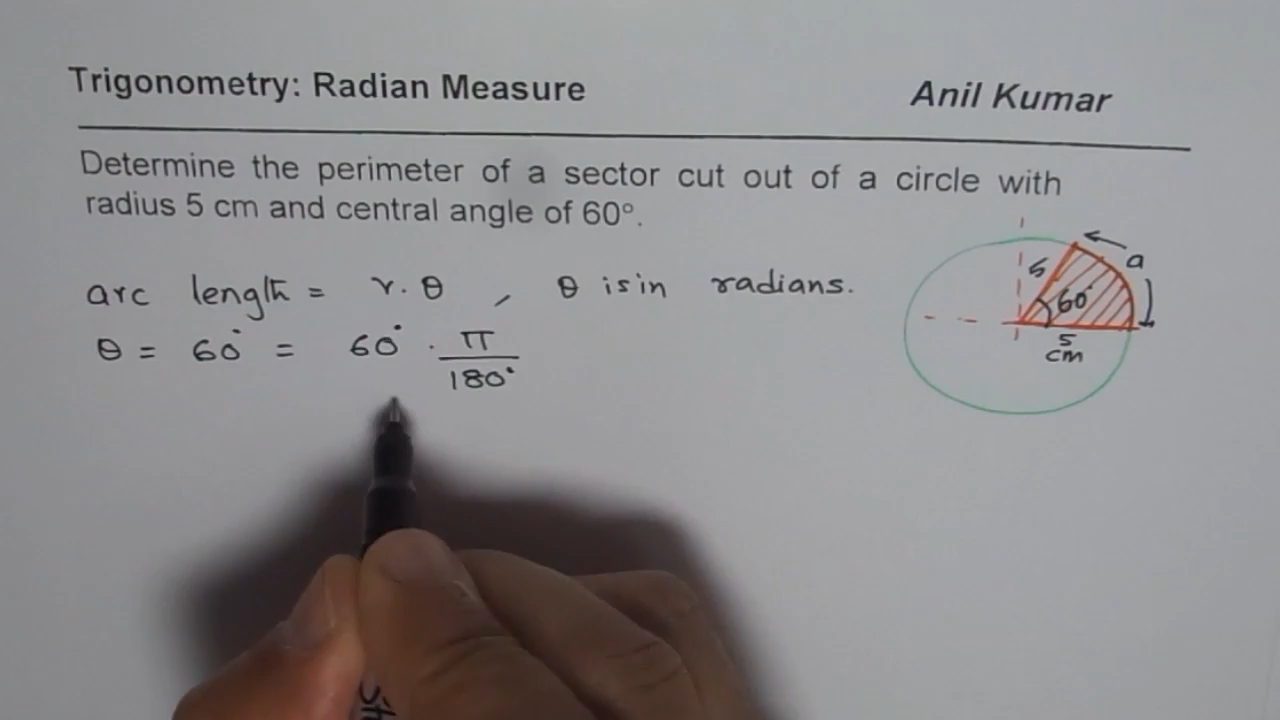 Trigonometry: Radian Measure Anil Kumar
Determine the perimeter of a sector cut out of a circle with
radius 5 cm and central angle of 60°.
arc length = r. θ , θ is in radians.
θ = 60° = 60° · π
180°
5
a
60°
5
cm